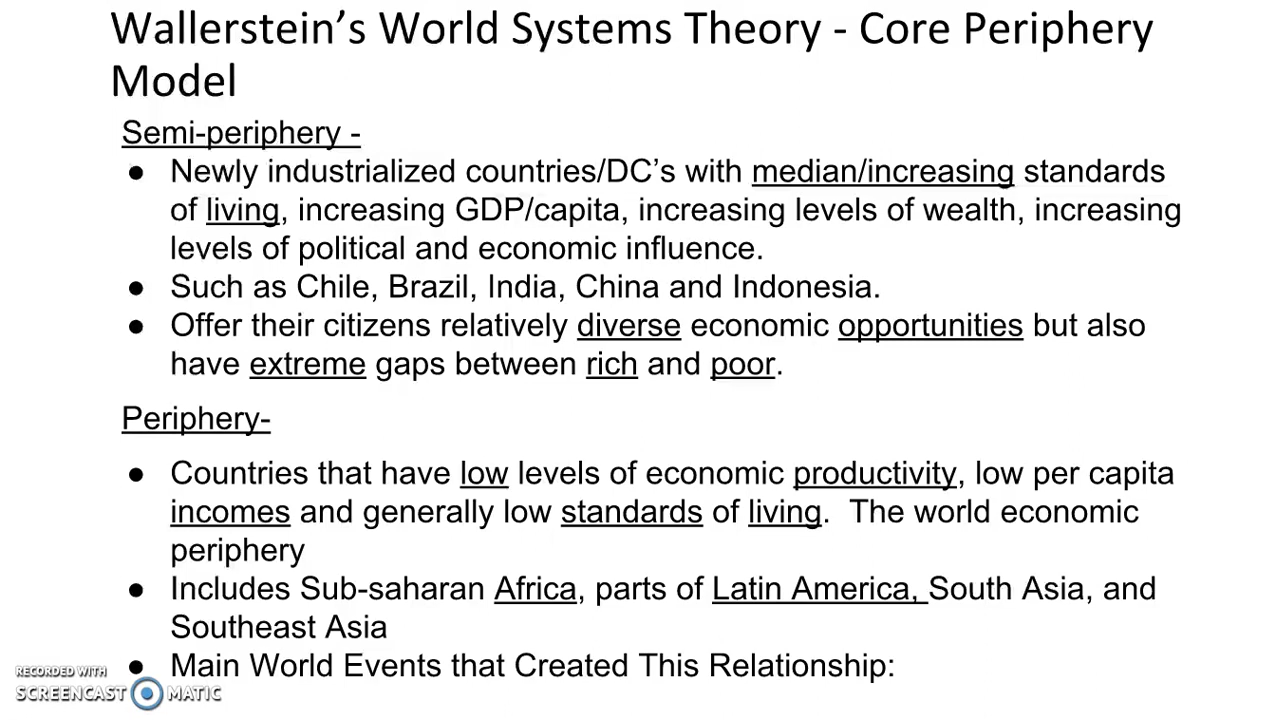 Wallerstein’s World Systems Theory - Core Periphery
Model
Semi-periphery -
● Newly industrialized countries/DC’s with median/increasing standards
of living, increasing GDP/capita, increasing levels of wealth, increasing
levels of political and economic influence.
● Such as Chile, Brazil, India, China and Indonesia.
● Offer their citizens relatively diverse economic opportunities but also
have extreme gaps between rich and poor.
Periphery-
● Countries that have low levels of economic productivity, low per capita
incomes and generally low standards of living.  The world economic
periphery
● Includes Sub-saharan Africa, parts of Latin America, South Asia, and
Southeast Asia
● Main World Events that Created This Relationship:
RECORDED WITH
SCREENCAST MATIC